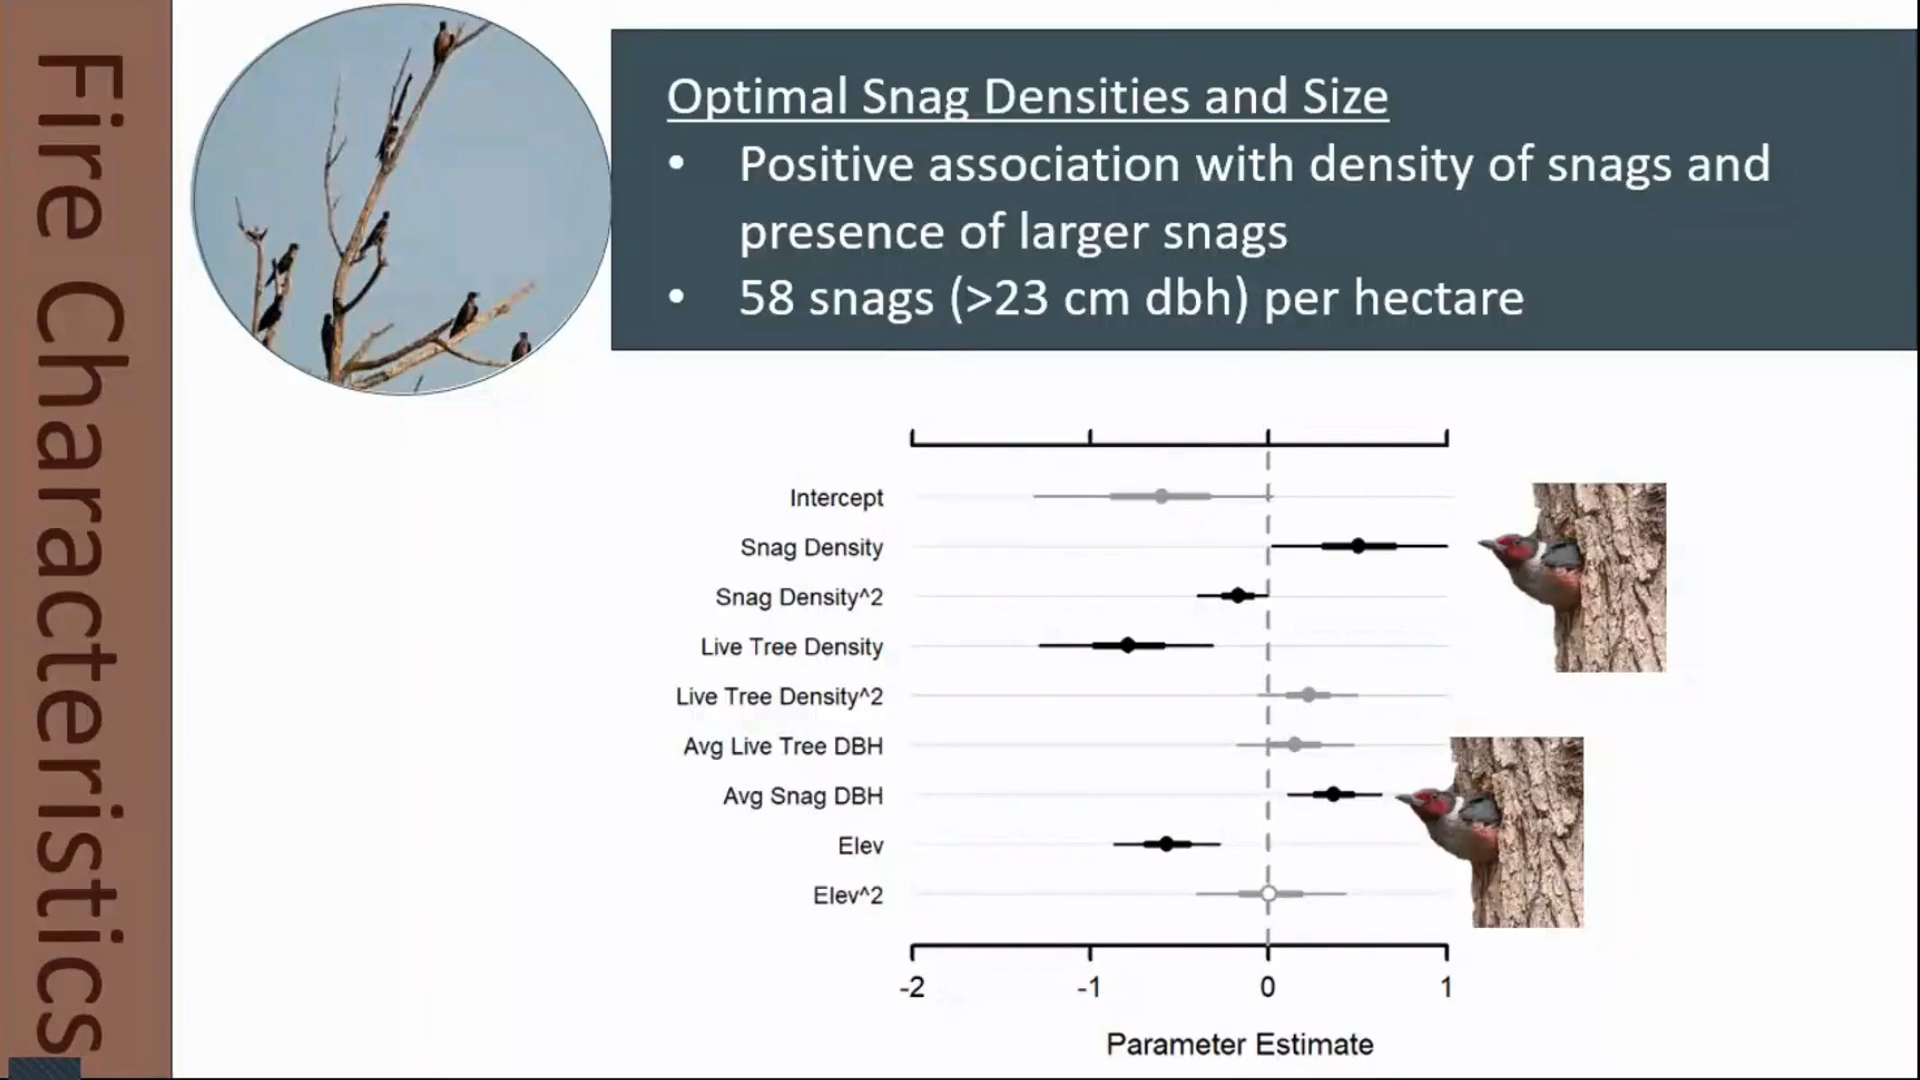 Fire Characteristics
Optimal Snag Densities and Size
• Positive association with density of snags and
presence of larger snags
• 58 snags (>23 cm dbh) per hectare
Intercept
Snag Density
Snag Density^2
Live Tree Density
Live Tree Density^2
Avg Live Tree DBH
Avg Snag DBH
Elev
Elev^2
-2 -1 0 1
Parameter Estimate